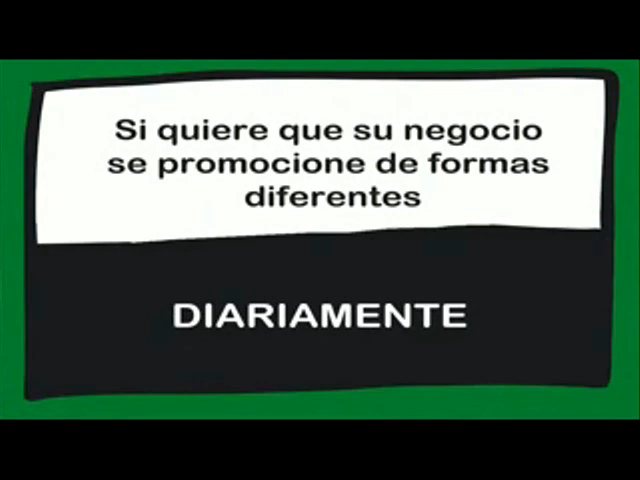 Si quiere que su negocio
se promocione de formas
diferentes
DIARIAMENTE